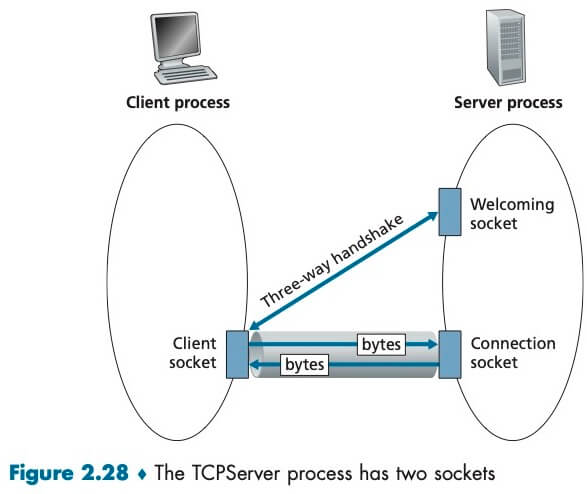 Client process
Server process
Welcoming
socket
Three-way handshake
Client
socket
bytes
bytes
Connection
socket
Figure 2.28 ♦ The TCPServer process has two sockets